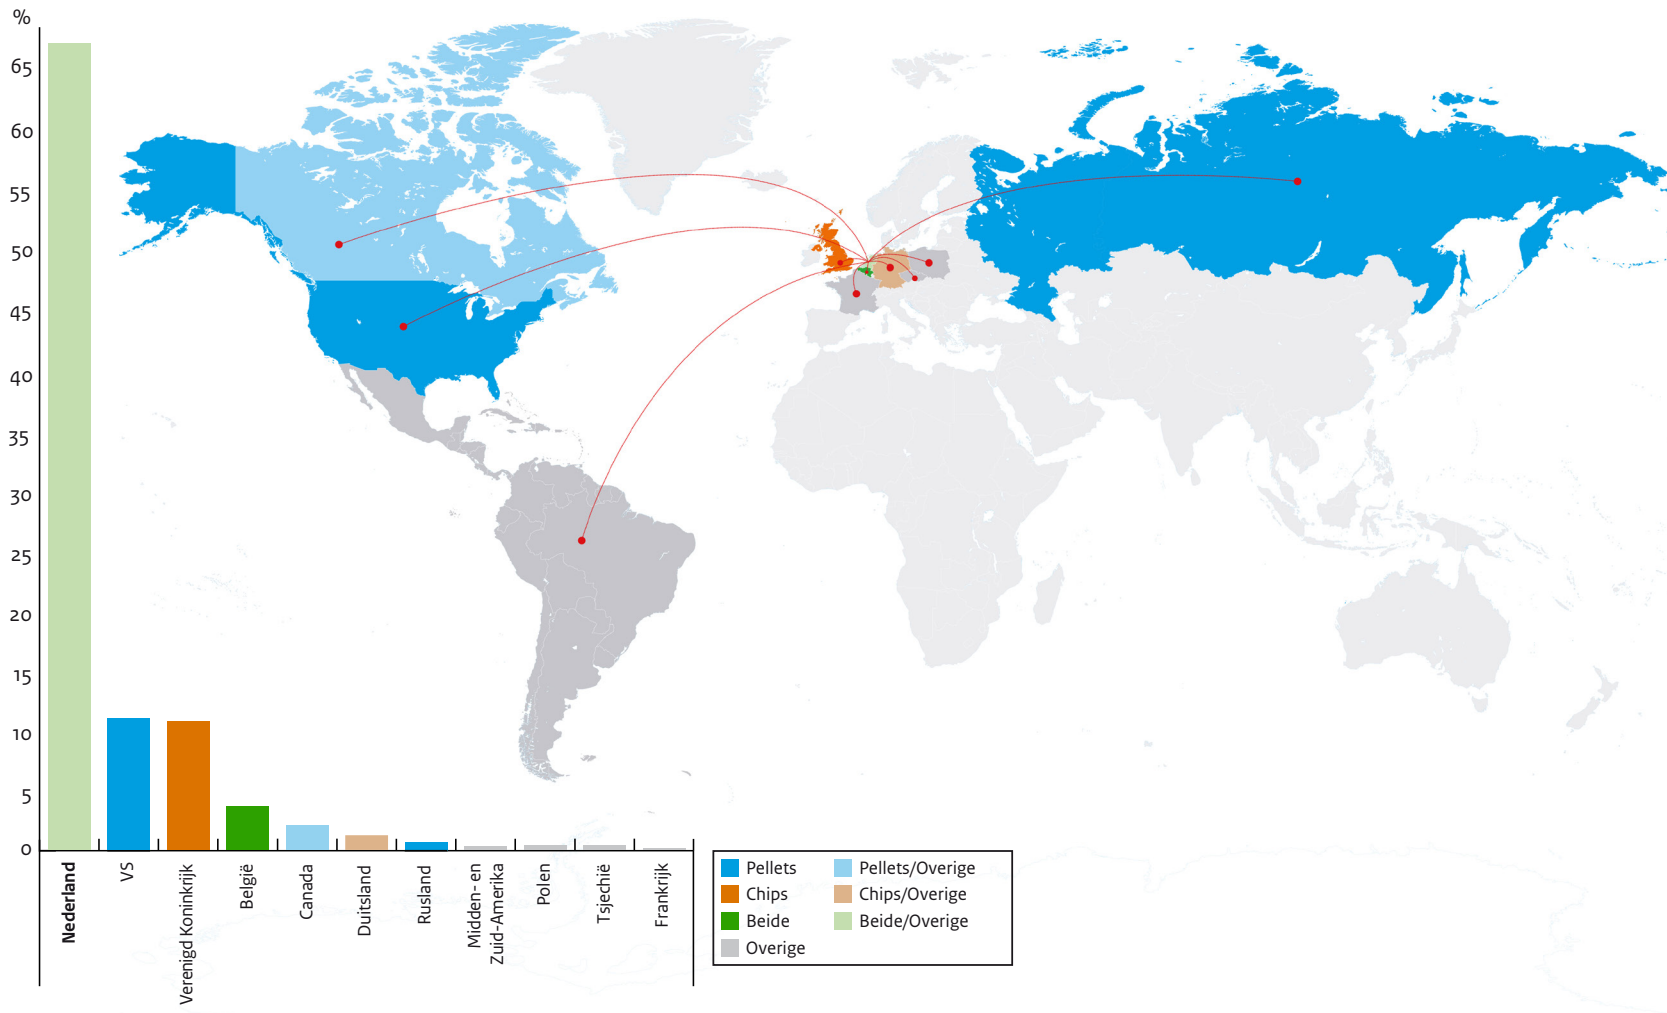 %
65
60
55
50
45
40
35
30
25
20
15
10
5
0
Nederland
VS
Verenigd Koninkrijk
België
Canada
Duitsland
Rusland
Midden- en
Zuid-Amerika
Polen
Tsjechië
Frankrijk
Pellets
Chips
Beide
Overige
Pellets/Overige
Chips/Overige
Beide/Overige